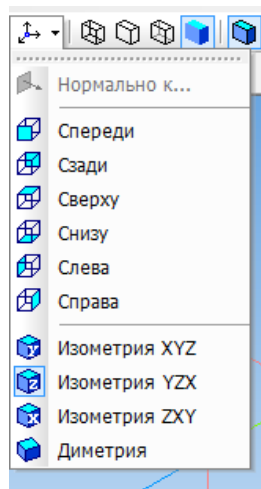 Нормально к...
Спереди
Сзади
Сверху
Снизу
Слева
Справа
Изометрия XYZ
Изометрия YZX
Изометрия ZXY
Диметрия